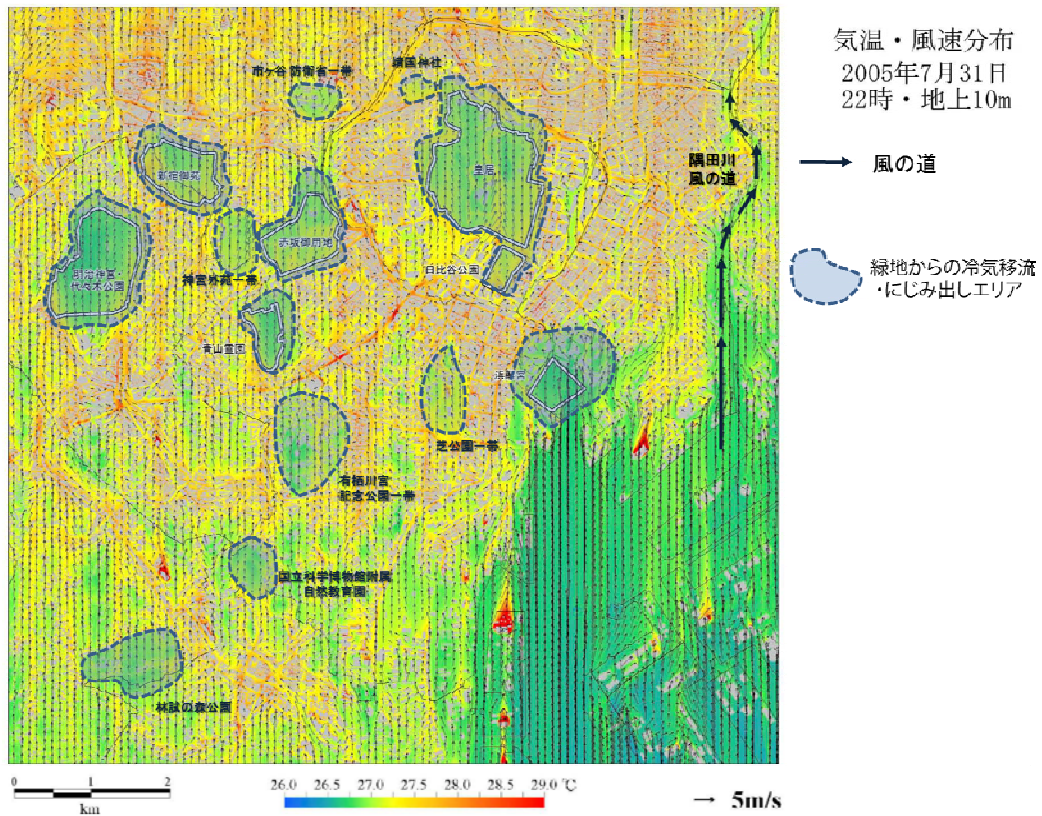 気温・風速分布
2005年7月31日
22時・地上10m
風の道
緑地からの冷気移流
・にじみ出しエリア
市ヶ谷 防衛省一帯
靖国神社
新宿御苑
皇居
隅田川
風の道
明治神宮
代々木公園
神宮外苑一帯
赤坂御用地
日比谷公園
青山霊園
浜離宮
芝公園一帯
有栖川宮
記念公園一帯
国立科学博物館附属
自然教育園
林試の森公園
0 1 2
km
26.0 26.5 27.0 27.5 28.0 28.5 29.0 ℃
→ 5m/s